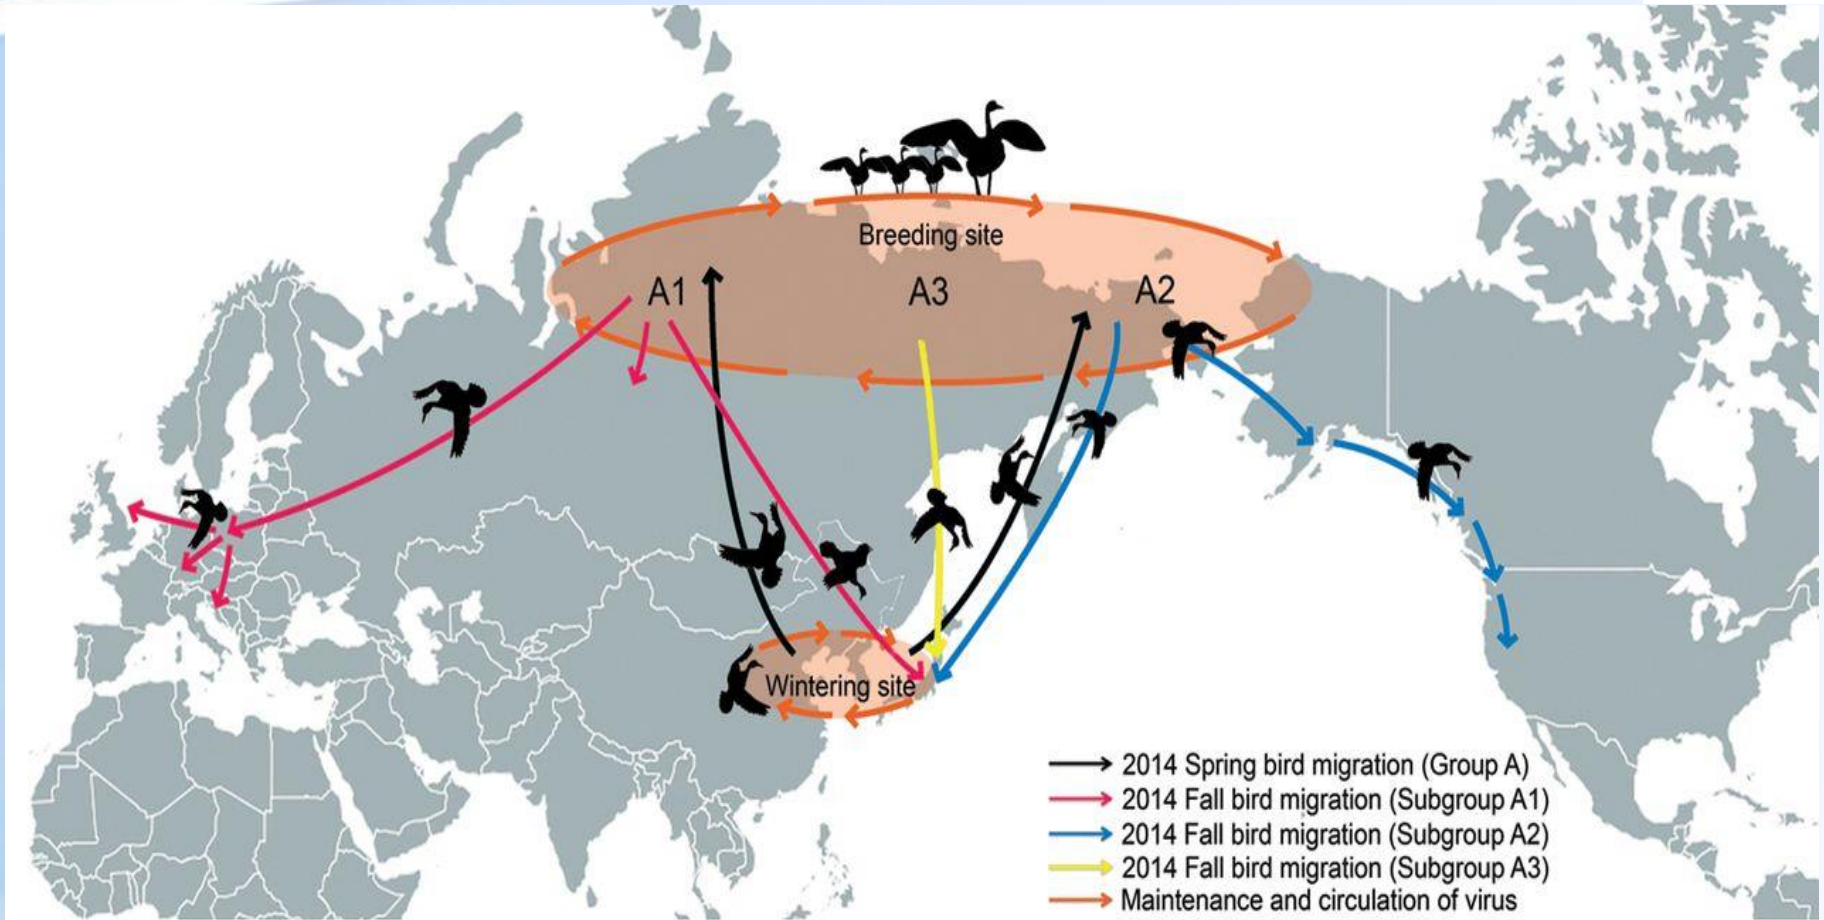 Breeding site
A1
A3
A2
Wintering site
2014 Spring bird migration (Group A)
2014 Fall bird migration (Subgroup A1)
2014 Fall bird migration (Subgroup A2)
2014 Fall bird migration (Subgroup A3)
Maintenance and circulation of virus